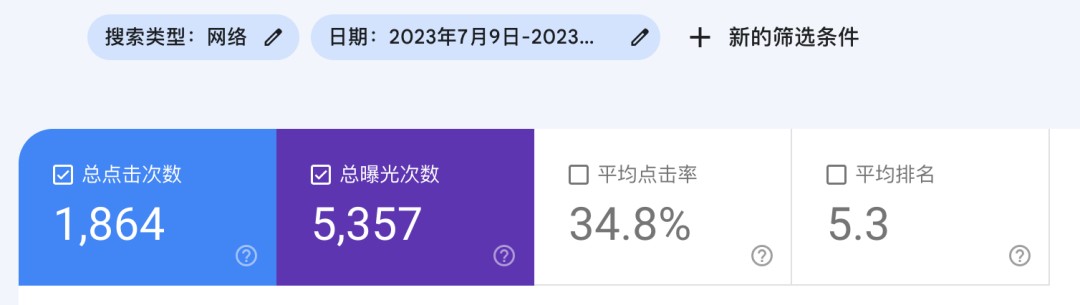 搜索类型：网络
日期：2023年7月9日-2023...
新的筛选条件
总点击次数
1,864
总曝光次数
5,357
平均点击率
34.8%
平均排名
5.3